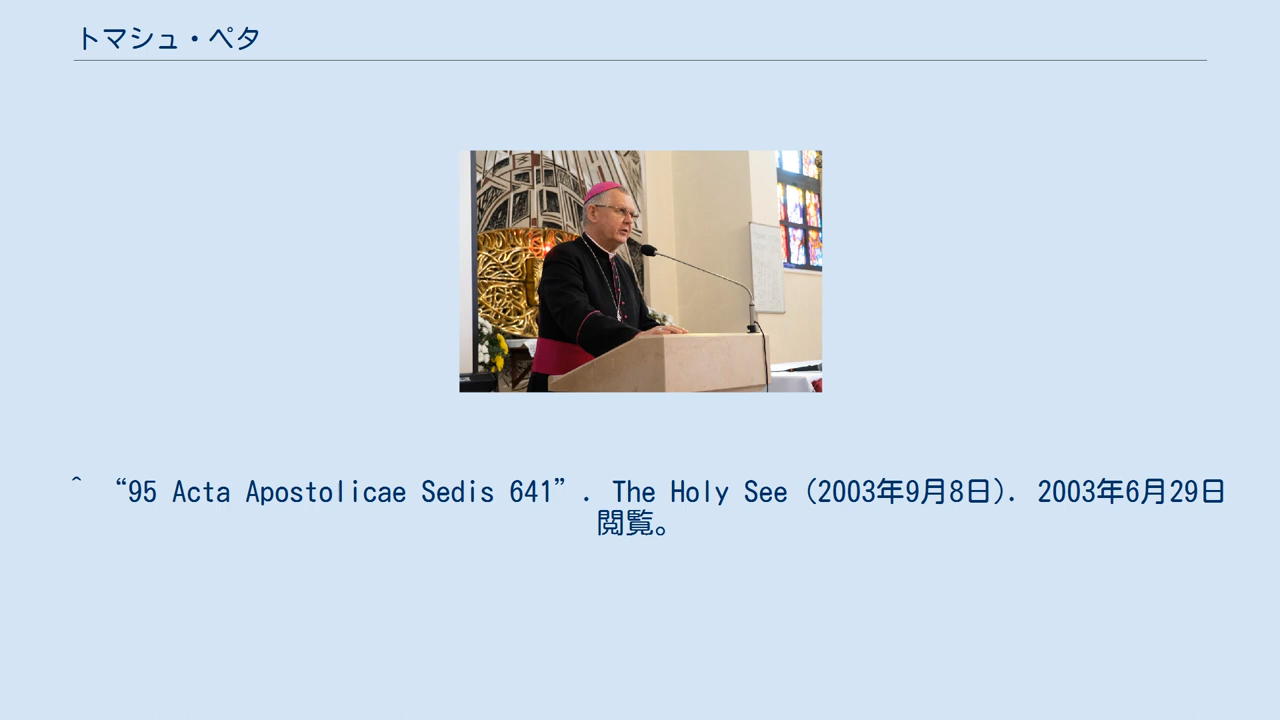 トマシュ・ペタ
^ “95 Acta Apostolicae Sedis 641”. The Holy See (2003年9月8日). 2003年6月29日
閲覧。